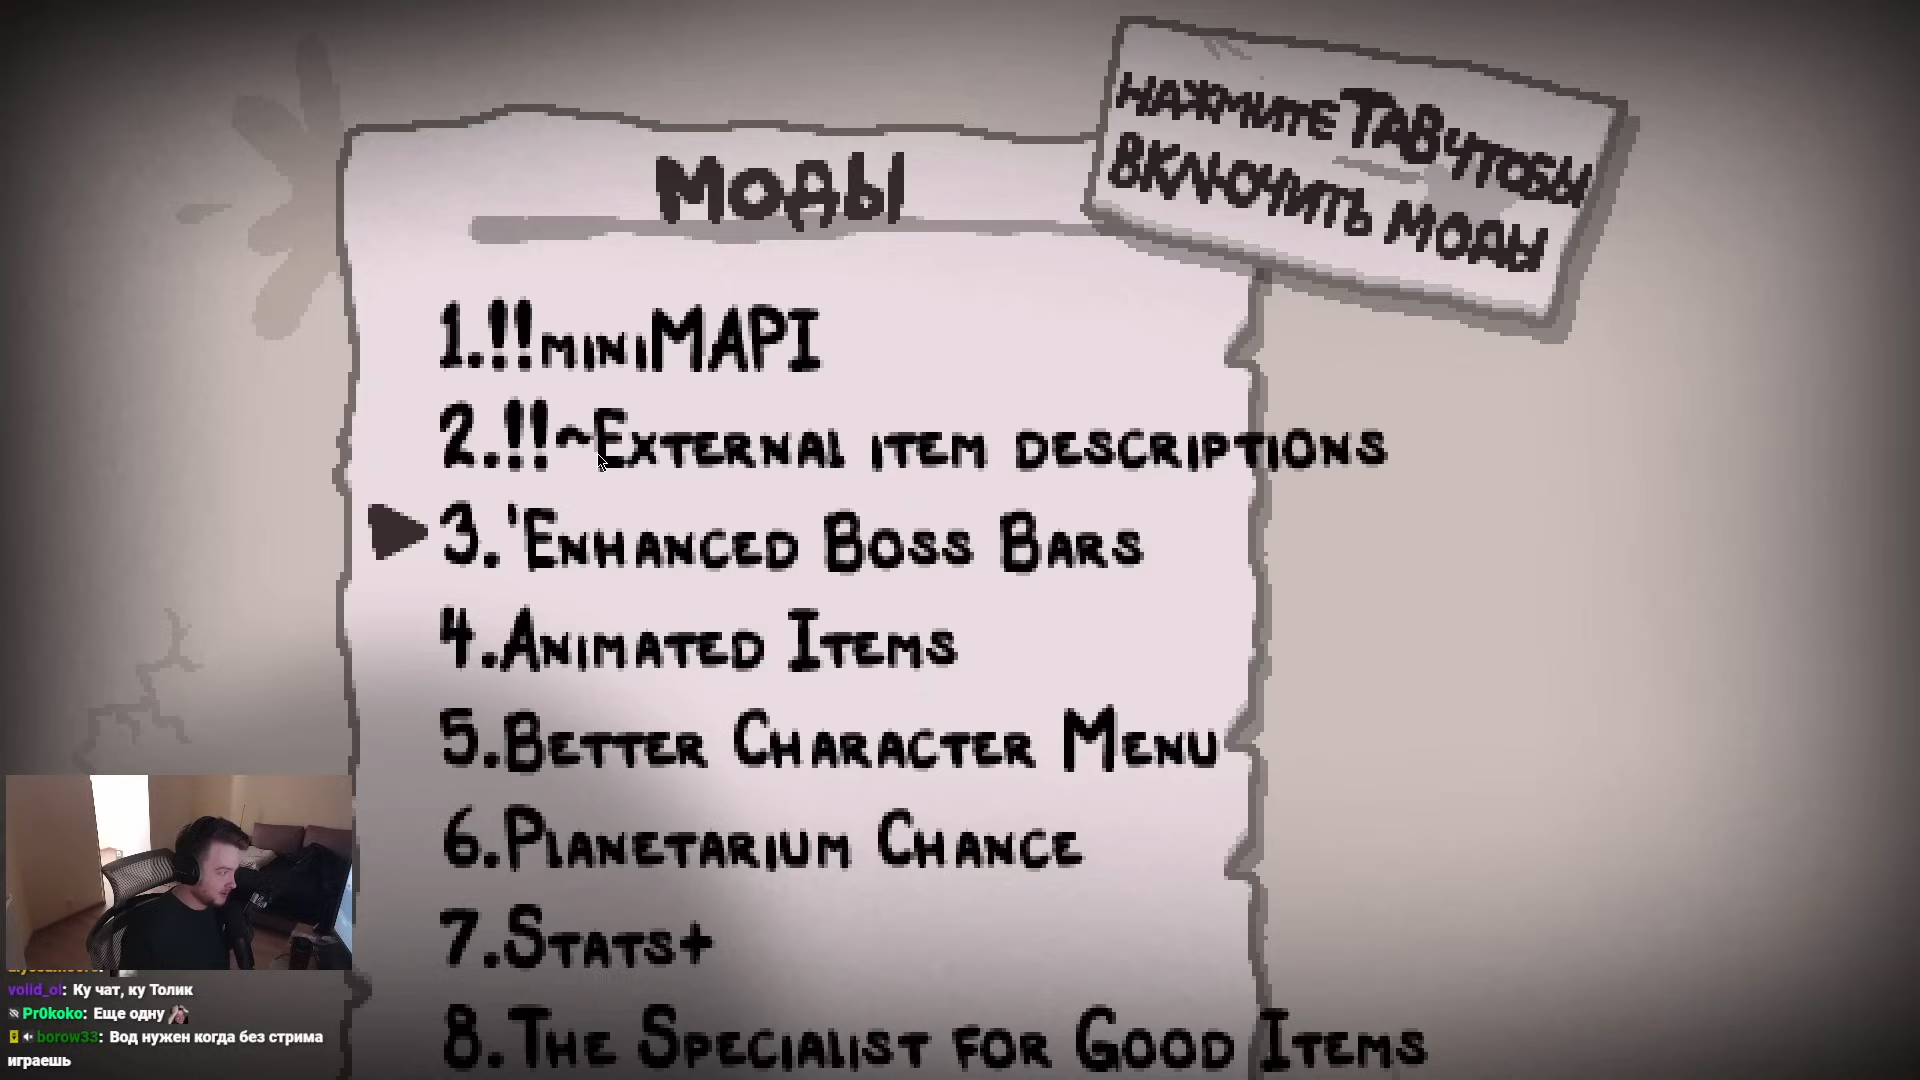 НАЖМИТЕ TAB ЧТОБЫ
ВКЛЮЧИТЬ МОДЫ
МОДЫ
1.!!miniMAPI
2.!!~External item descriptions
3.'Enhanced Boss Bars
4.Animated Items
5.Better Character Menu
6.Planetarium Chance
7.Stats+
8.The Specialist for Good Items
volid_ol: Ку чат, ку Толик
Pr0koko: Еще одну
borow33: Вод нужен когда без стрима
играешь